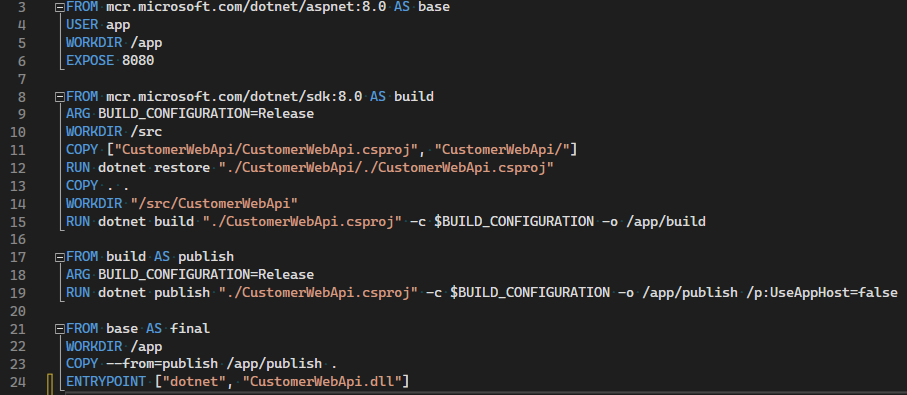 3 FROM mcr.microsoft.com/dotnet/aspnet:8.0 AS base
4 USER app
5 WORKDIR /app
6 EXPOSE 8080
7
8 FROM mcr.microsoft.com/dotnet/sdk:8.0 AS build
9 ARG BUILD_CONFIGURATION=Release
10 WORKDIR /src
11 COPY ["CustomerWebApi/CustomerWebApi.csproj", "CustomerWebApi/"]
12 RUN dotnet restore "./CustomerWebApi/./CustomerWebApi.csproj"
13 COPY . .
14 WORKDIR "/src/CustomerWebApi"
15 RUN dotnet build "./CustomerWebApi.csproj" -c $BUILD_CONFIGURATION -o /app/build
16
17 FROM build AS publish
18 ARG BUILD_CONFIGURATION=Release
19 RUN dotnet publish "./CustomerWebApi.csproj" -c $BUILD_CONFIGURATION -o /app/publish /p:UseAppHost=false
20
21 FROM base AS final
22 WORKDIR /app
23 COPY --from=publish /app/publish .
24 ENTRYPOINT ["dotnet", "CustomerWebApi.dll"]